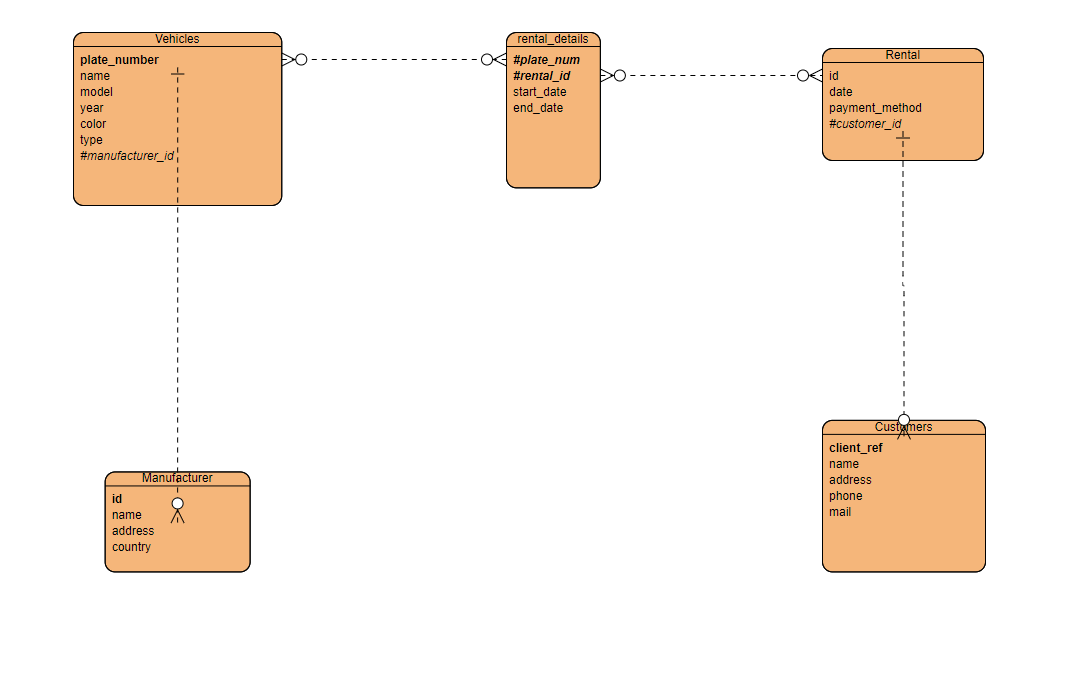 Vehicles
plate_number
name
model
year
color
type
#manufacturer_id
rental_details
#plate_num
#rental_id
start_date
end_date
Rental
id
date
payment_method
#customer_id
Manufacturer
id
name
address
country
Customers
client_ref
name
address
phone
mail